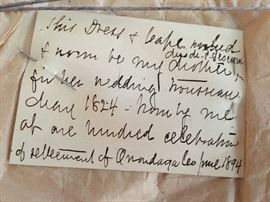 This Dress & Cape worked
& worn by my Mother,
for her wedding trousseau
May 1824 - Worn by me
at one hundred celebration
of settlement of Onondaga Co June 1894